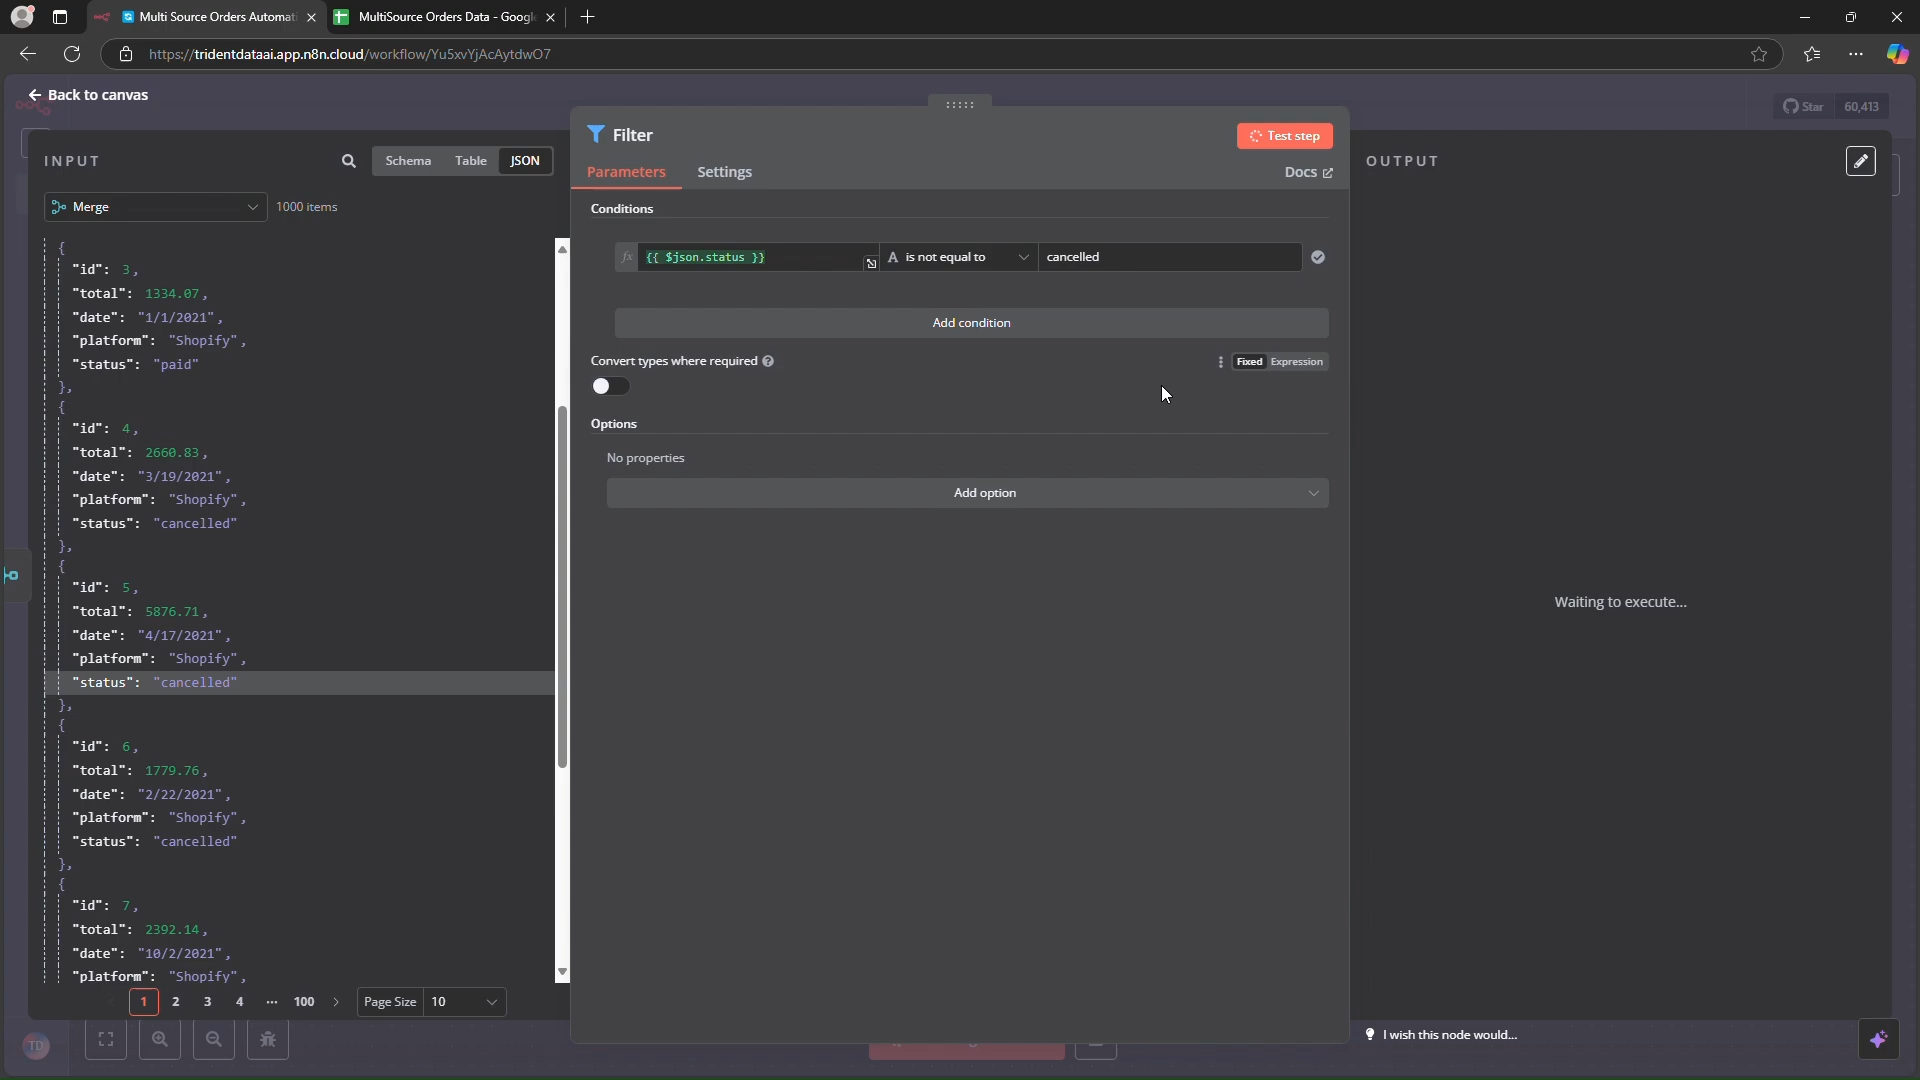 Multi Source Orders Automati
MultiSource Orders Data - Googl
https://tridentdataai.app.n8n.cloud/workflow/Yu5xvYjAcAytdwO7
Back to canvas
Star 60,413
INPUT
Schema Table JSON
Merge
1000 items
{
"id": 3,
"total": 1334.07,
"date": "1/1/2021",
"platform": "Shopify",
"status": "paid"
},
{
"id": 4,
"total": 2660.83,
"date": "3/19/2021",
"platform": "Shopify",
"status": "cancelled"
},
{
"id": 5,
"total": 5876.71,
"date": "4/17/2021",
"platform": "Shopify",
"status": "cancelled"
},
{
"id": 6,
"total": 1779.76,
"date": "2/22/2021",
"platform": "Shopify",
"status": "cancelled"
},
{
"id": 7,
"total": 2392.14,
"date": "10/2/2021",
"platform": "Shopify",
1 2 3 4 ... 100 >
Page Size 10
TD
Filter
Test step
Parameters Settings
Docs
Conditions
fx {{ $json.status }} A is not equal to cancelled
Add condition
Convert types where required ?
Fixed Expression
Options
No properties
Add option
OUTPUT
Waiting to execute...
I wish this node would...